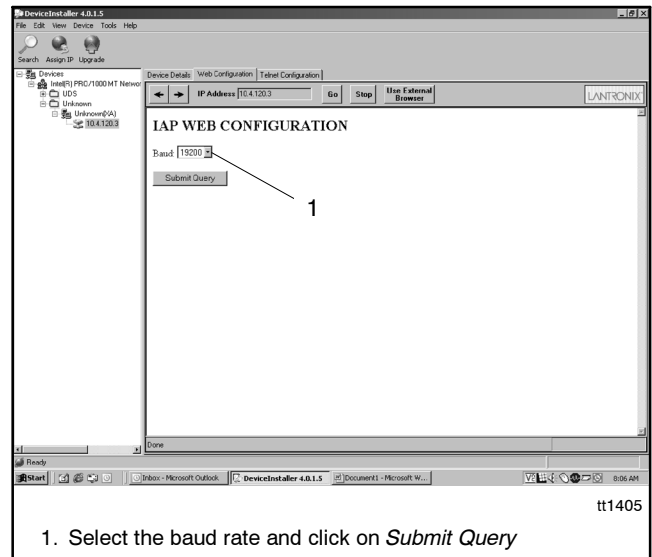 DeviceInstaller 4.0.1.5
File Edit View Device Tools Help
Search Assign IP Upgrade
Devices
Intel(R) PRO/1000 MT Networ
UDS
Unknown
Unknown(XA)
10.4.120.3
Device Details Web Configuration Telnet Configuration
IP Address 10.4.120.3 Go Stop Use External Browser
LANTRONIX
IAP WEB CONFIGURATION
Baud: 19200
Submit Query
1
Done
Ready
Start Inbox - Microsoft Outlook DeviceInstaller 4.0.1.5 Document1 - Microsoft W... 8:06 AM
tt1405
1. Select the baud rate and click on Submit Query